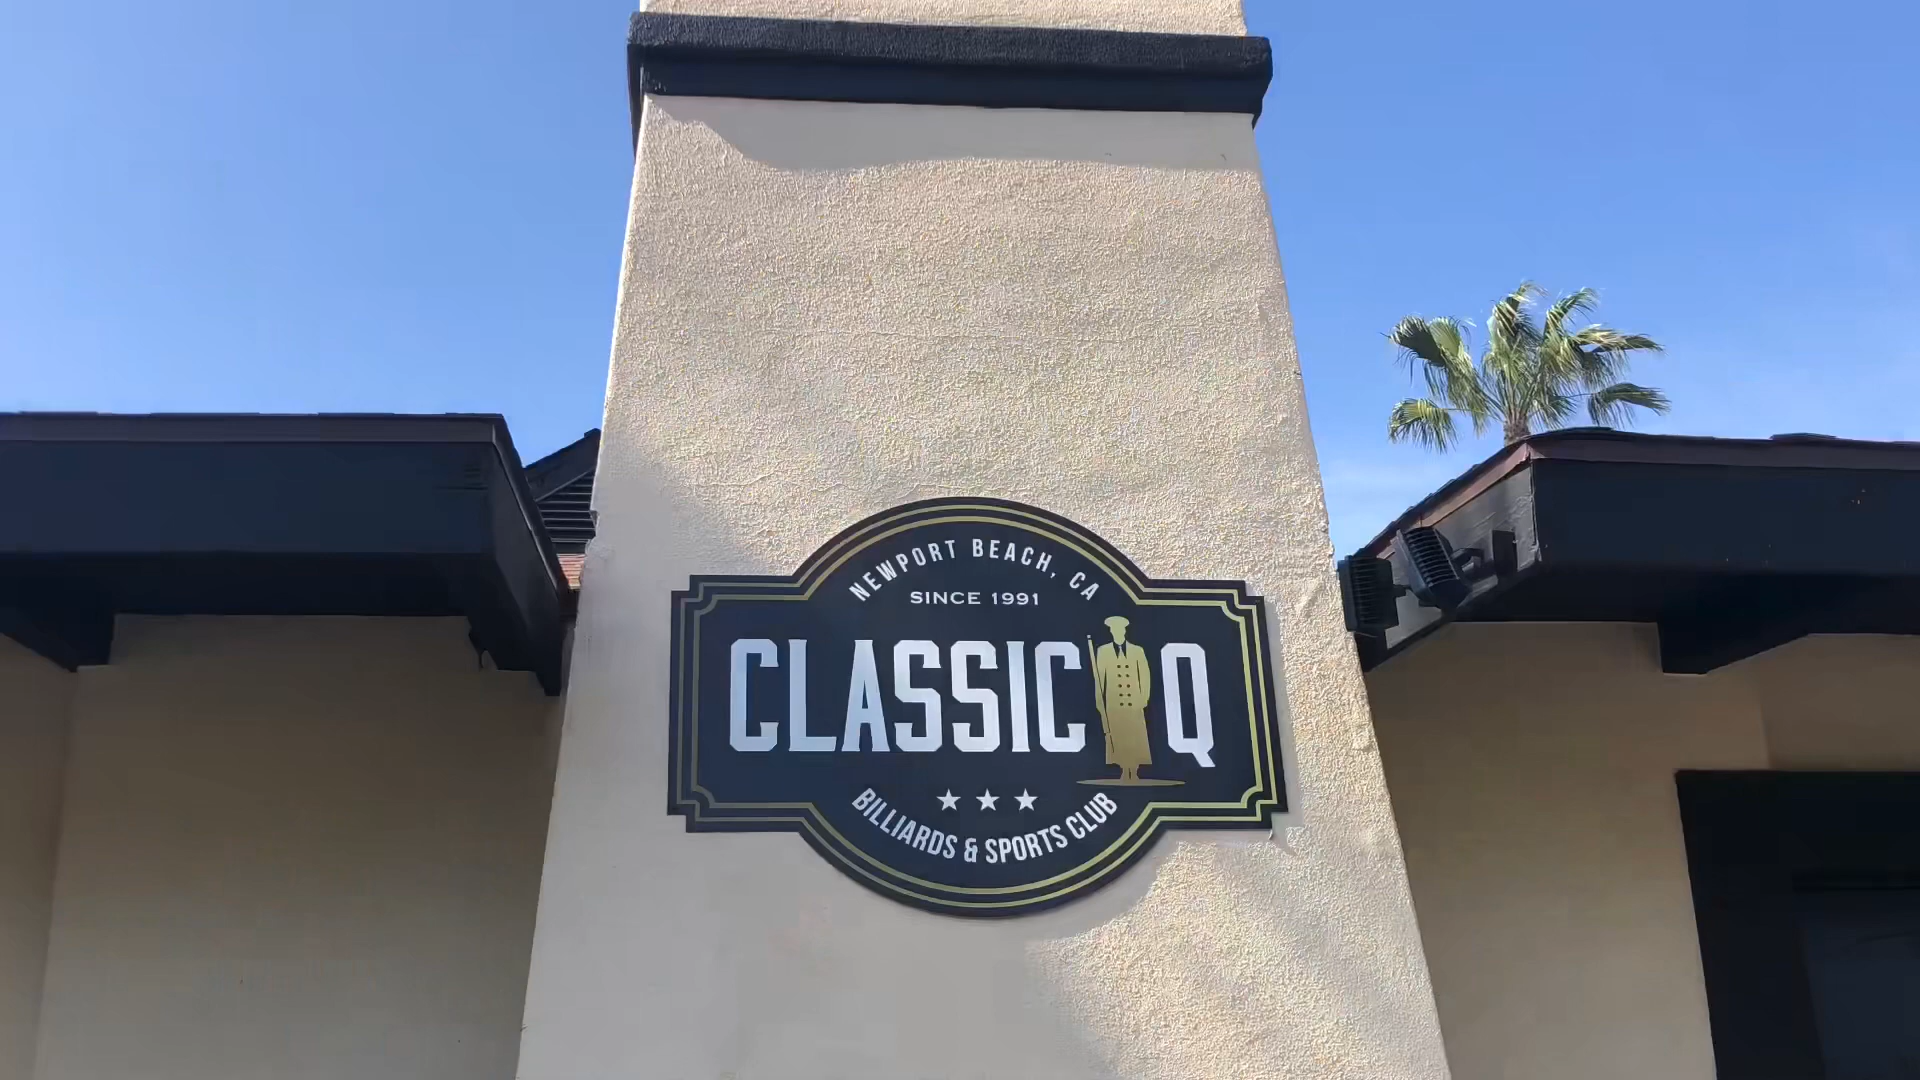 NEWPORT BEACH, CA
SINCE 1991
CLASSIC Q
BILLIARDS & SPORTS CLUB